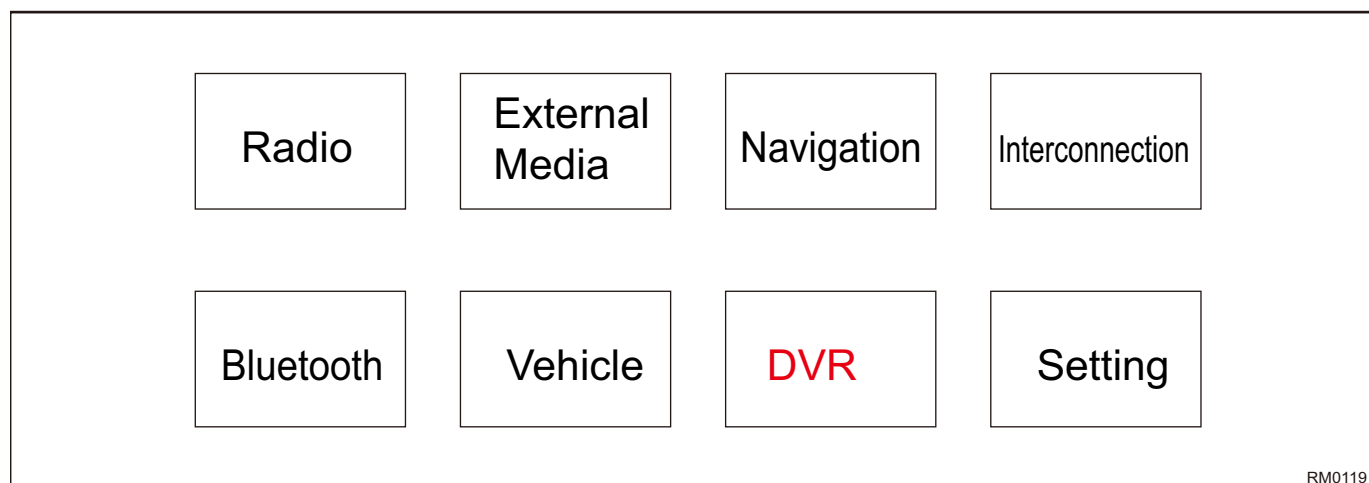 Radio
External
Media
Navigation
Interconnection
Bluetooth
Vehicle
DVR
Setting
RM0119